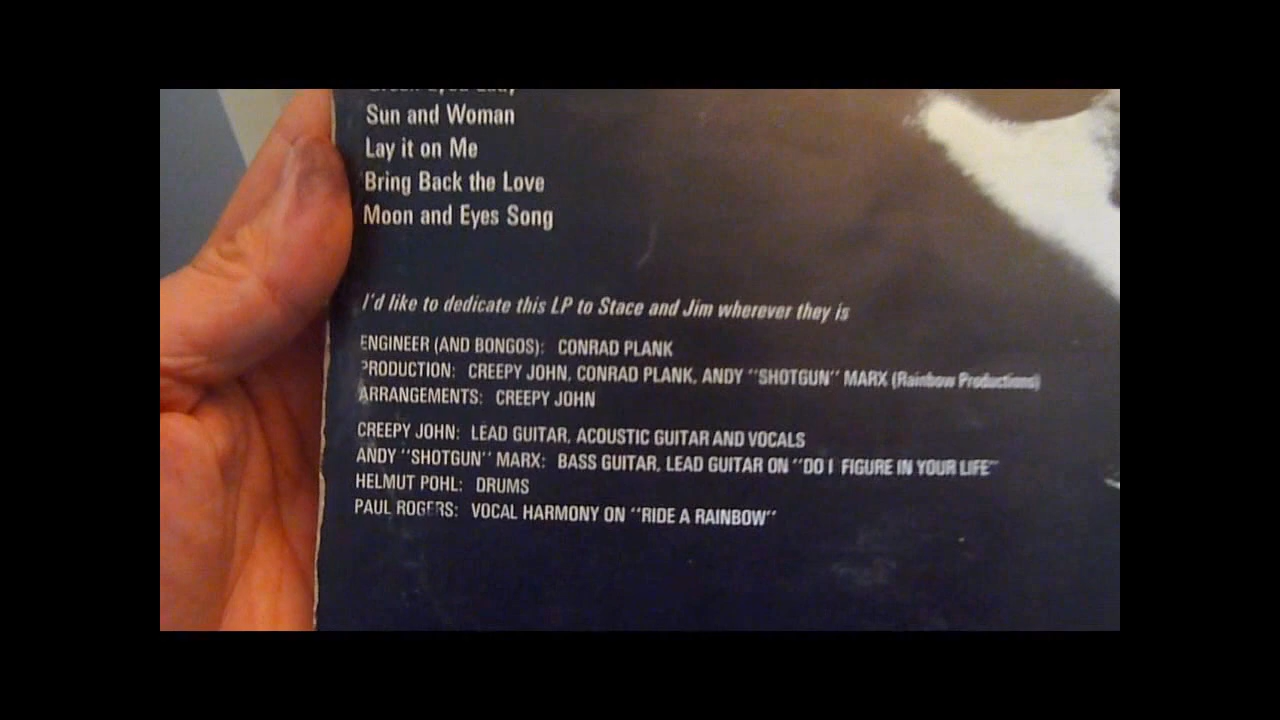 Green Eyed Lady
Sun and Woman
Lay it on Me
Bring Back the Love
Moon and Eyes Song
I'd like to dedicate this LP to Stace and Jim wherever they is
ENGINEER (AND BONGOS): CONRAD PLANK
PRODUCTION: CREEPY JOHN, CONRAD PLANK, ANDY "SHOTGUN" MARX (Rainbow Productions)
ARRANGEMENTS: CREEPY JOHN
CREEPY JOHN: LEAD GUITAR, ACOUSTIC GUITAR AND VOCALS
ANDY "SHOTGUN" MARX: BASS GUITAR, LEAD GUITAR ON "DO I FIGURE IN YOUR LIFE"
HELMUT POHL: DRUMS
PAUL ROGERS: VOCAL HARMONY ON "RIDE A RAINBOW"